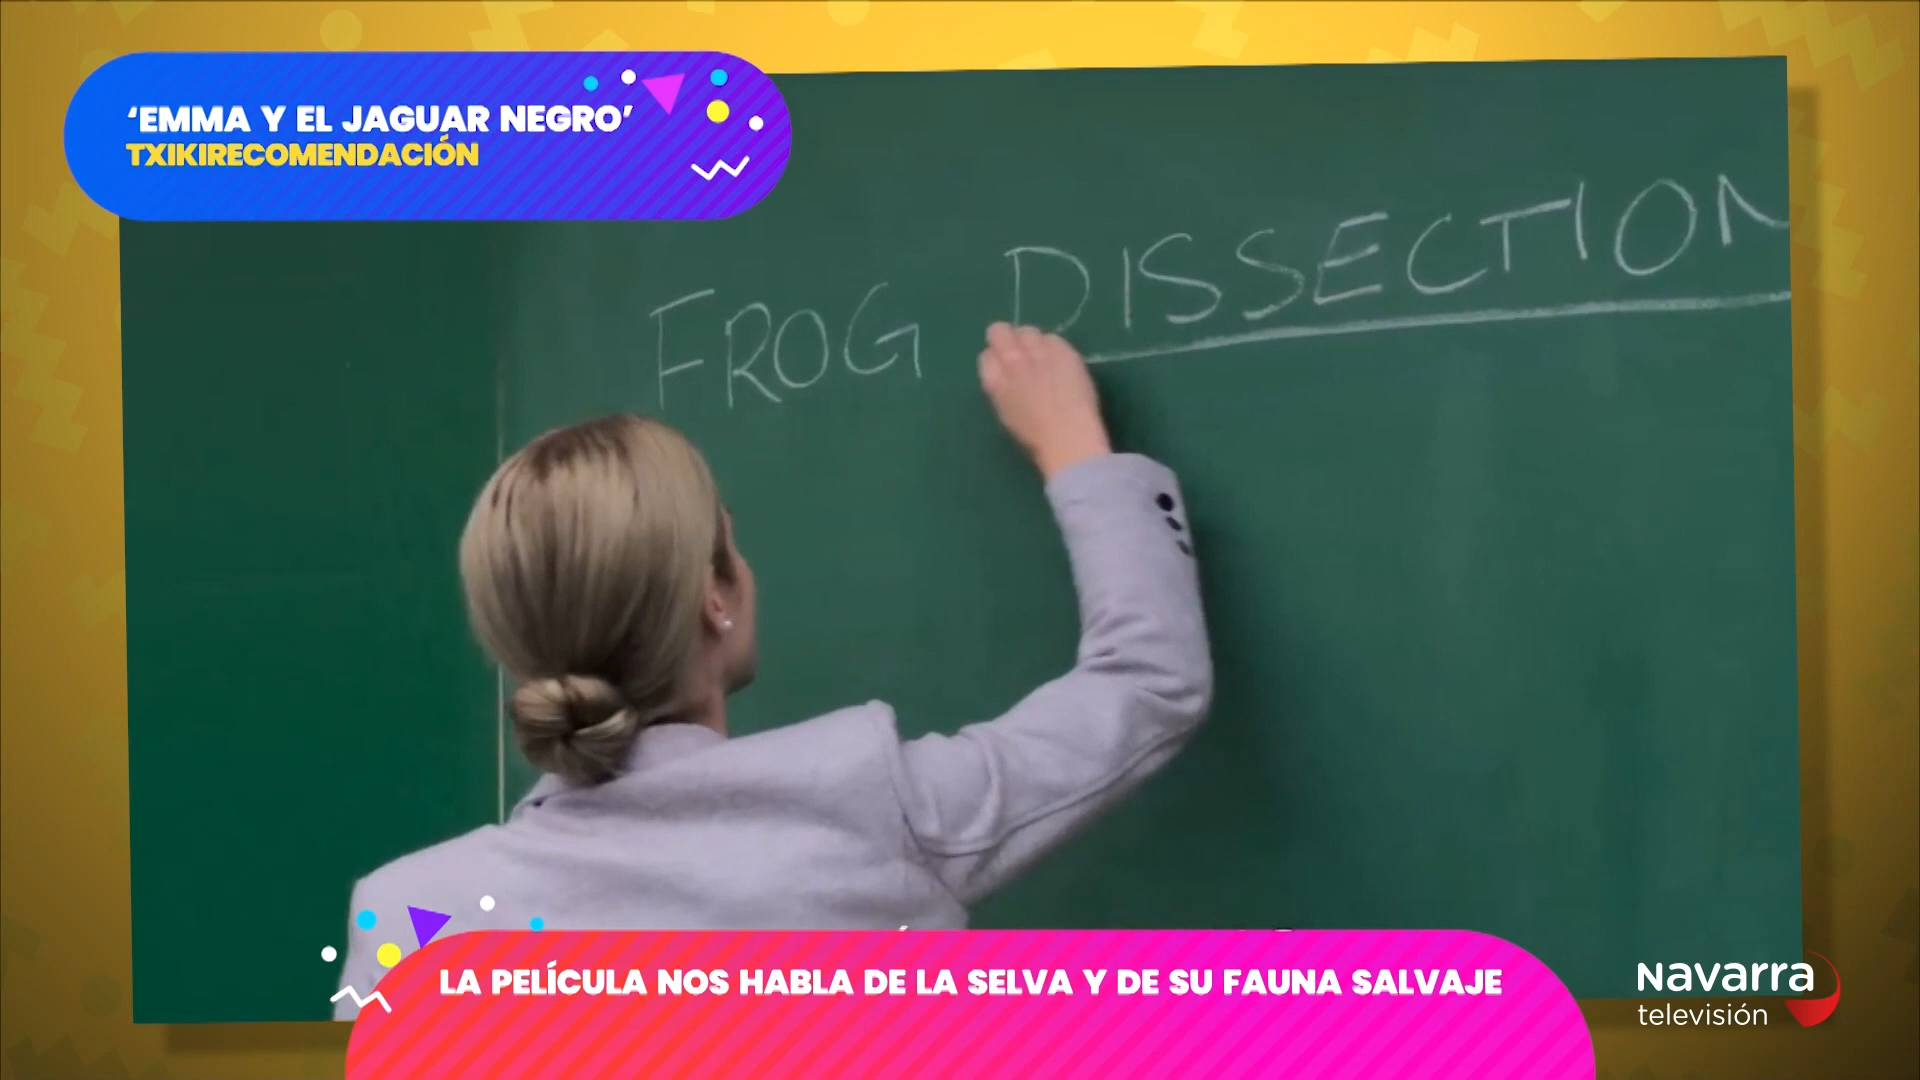 ‘EMMA Y EL JAGUAR NEGRO’
TXIKIRECOMENDACIÓN
FROG DISSECTION
LA PELÍCULA NOS HABLA DE LA SELVA Y DE SU FAUNA SALVAJE
Navarra
televisión